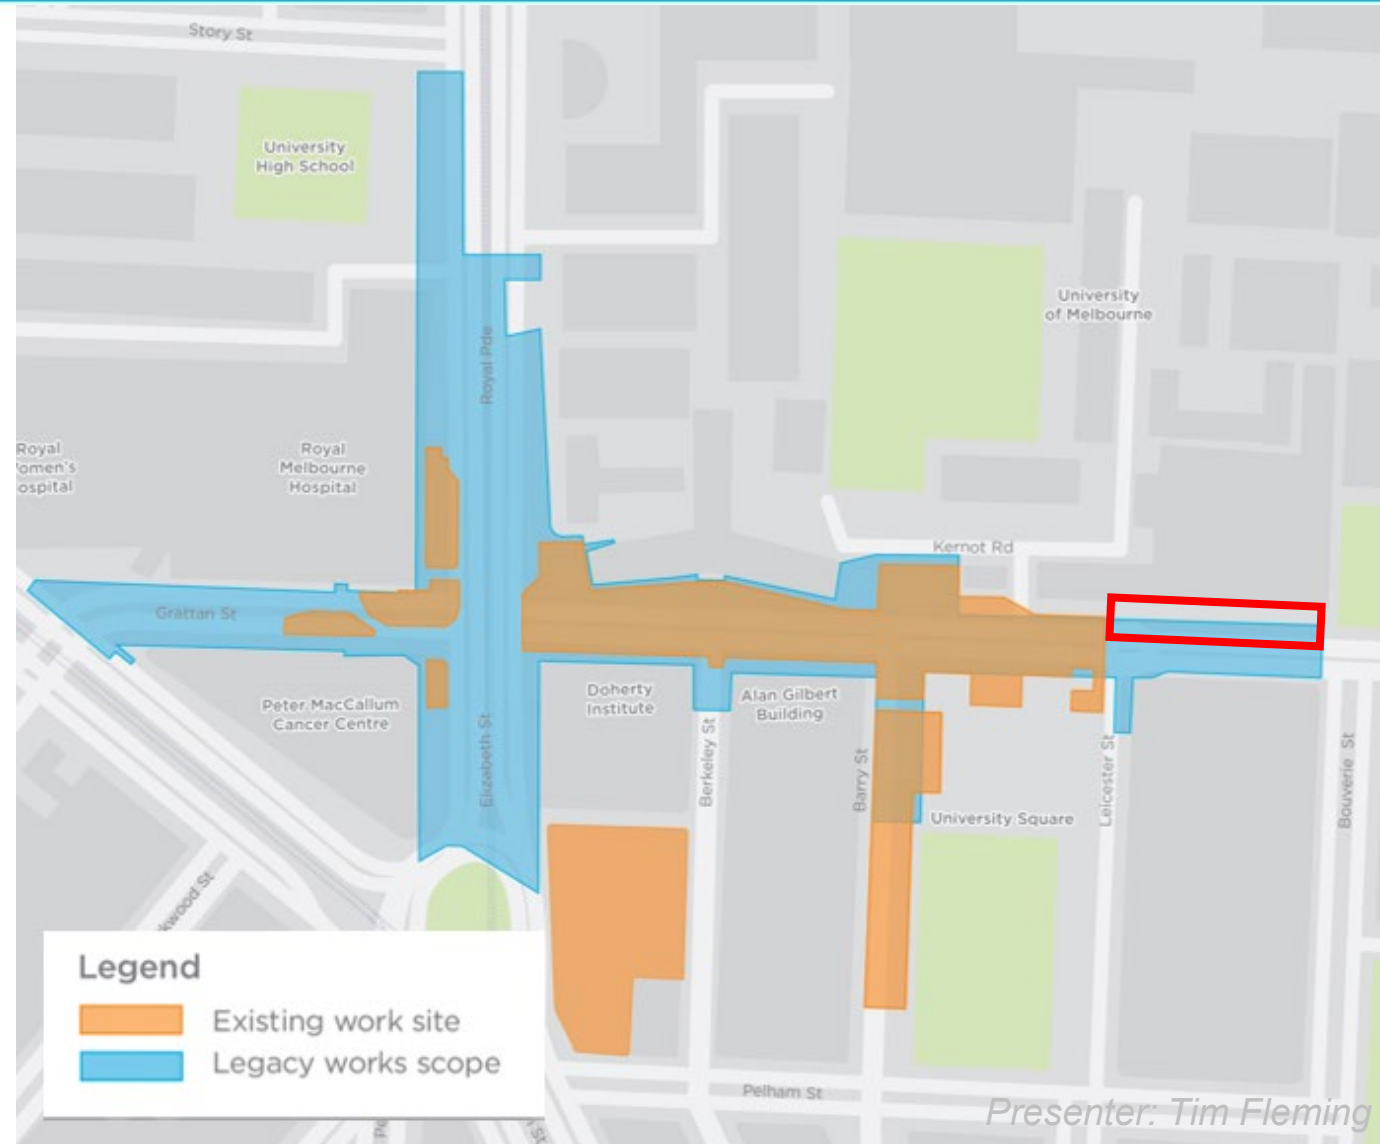 Story St
University
High School
Royal Pde
University
of Melbourne
Royal
Women's
Hospital
Royal
Melbourne
Hospital
Kernot Rd
Grattan St
Peter MacCallum
Cancer Centre
Elizabeth St
Doherty
Institute
Berkeley St
Alan Gilbert
Building
Barry St
University Square
Leicester St
Bouverie St
kwood St
Legend
Existing work site
Legacy works scope
Pelham St
Presenter: Tim Fleming